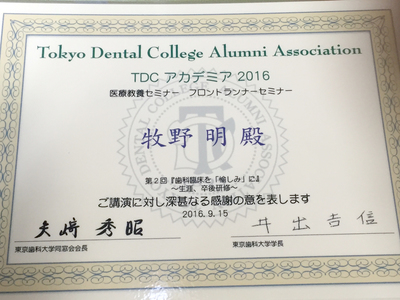 Tokyo Dental College Alumni Association
TDC アカデミア 2016
医療教養セミナー フロントランナーセミナー
牧野 明 殿
第2回『歯科臨床を「愉しみ」に』
～生涯、卒後研修～
ご講演に対し深甚なる感謝の意を表します
2016.9.15
矢﨑 秀昭
井出 吉信
東京歯科大学同窓会会長
東京歯科大学学長